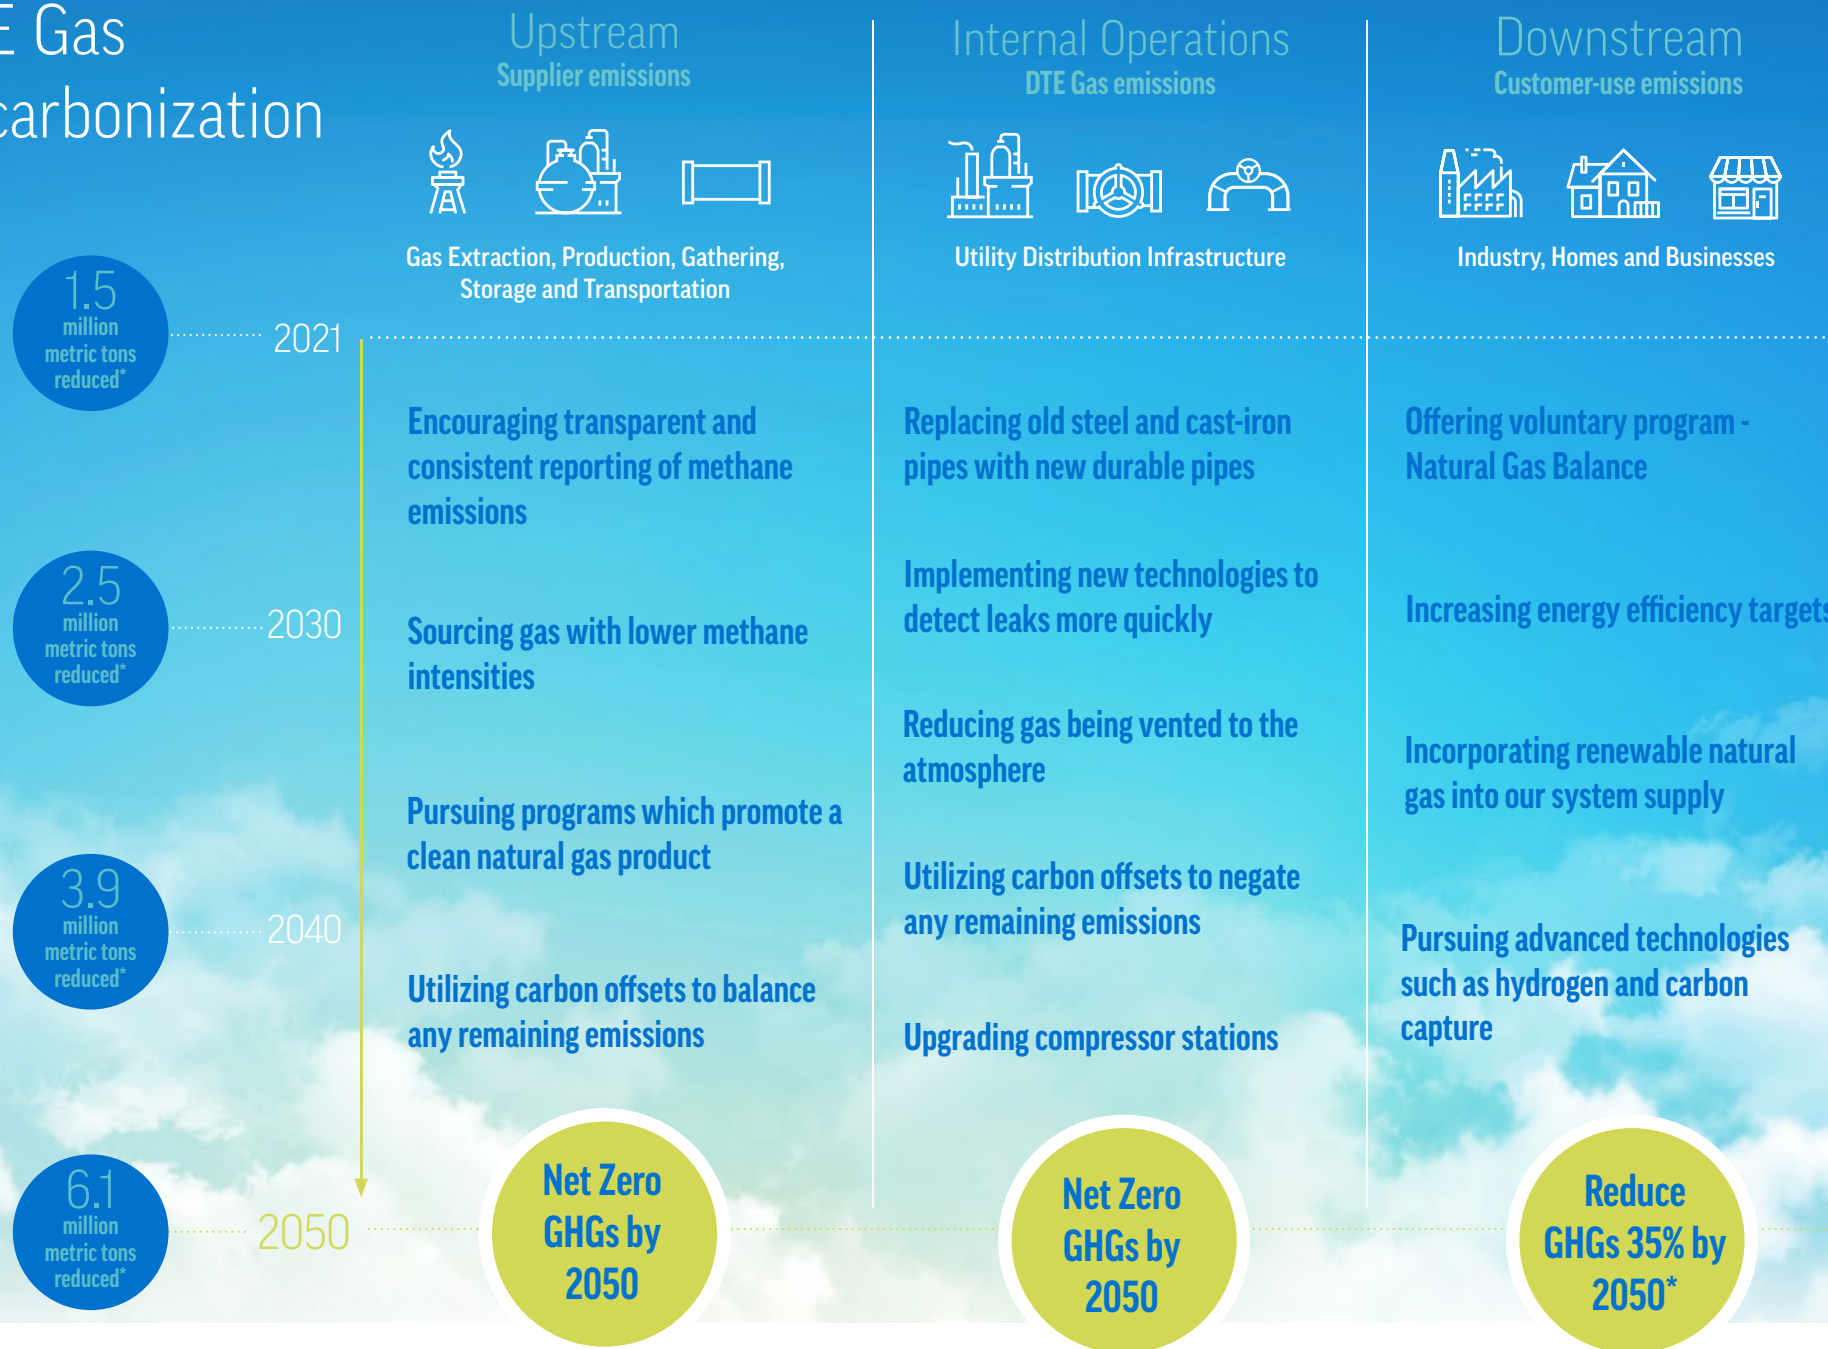 E Gas
carbonization
Upstream
Supplier emissions
Gas Extraction, Production, Gathering,
Storage and Transportation
Internal Operations
DTE Gas emissions
Utility Distribution Infrastructure
Downstream
Customer-use emissions
Industry, Homes and Businesses
1.5
million
metric tons
reduced*
2021
2.5
million
metric tons
reduced*
2030
3.9
million
metric tons
reduced*
2040
6.1
million
metric tons
reduced*
2050
Encouraging transparent and
consistent reporting of methane
emissions
Sourcing gas with lower methane
intensities
Pursuing programs which promote a
clean natural gas product
Utilizing carbon offsets to balance
any remaining emissions
Net Zero
GHGs by
2050
Replacing old steel and cast-iron
pipes with new durable pipes
Implementing new technologies to
detect leaks more quickly
Reducing gas being vented to the
atmosphere
Utilizing carbon offsets to negate
any remaining emissions
Upgrading compressor stations
Net Zero
GHGs by
2050
Offering voluntary program -
Natural Gas Balance
Increasing energy efficiency targets
Incorporating renewable natural
gas into our system supply
Pursuing advanced technologies
such as hydrogen and carbon
capture
Reduce
GHGs 35% by
2050*